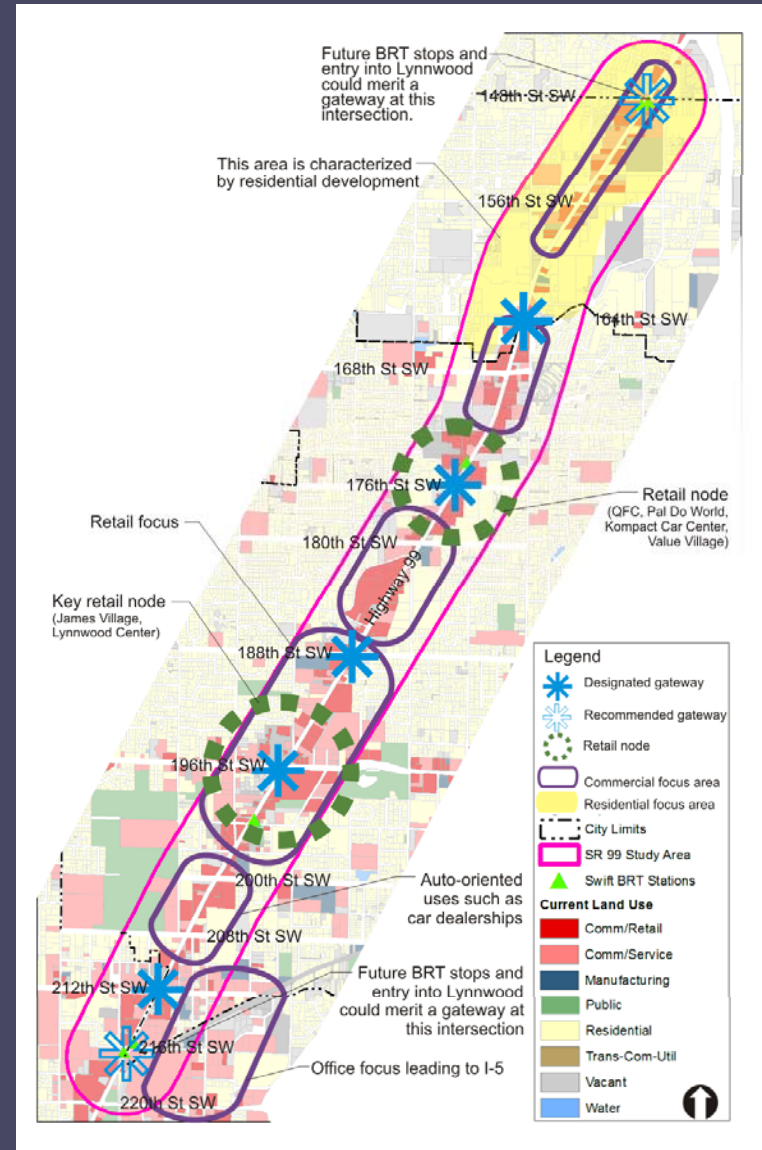 Future BRT stops and
entry into Lynnwood
could merit a
gateway at this
intersection.
148th St SW
This area is characterized
by residential development
156th St SW
164th St SW
168th St SW
176th St SW
Retail node
(QFC, Pal Do World,
Kompact Car Center,
Value Village)
Retail focus
180th St SW
Highway 99
Key retail node
(James Village,
Lynnwood Center)
188th St SW
196th St SW
200th St SW
Auto-oriented
uses such as
car dealerships
208th St SW
212th St SW
Future BRT stops and
entry into Lynnwood
could merit a gateway at
this intersection
216th St SW
Office focus leading to I-5
220th St SW
Legend
Designated gateway
Recommended gateway
Retail node
Commercial focus area
Residential focus area
City Limits
SR 99 Study Area
Swift BRT Stations
Current Land Use
Comm/Retail
Comm/Service
Manufacturing
Public
Residential
Trans-Com-Util
Vacant
Water